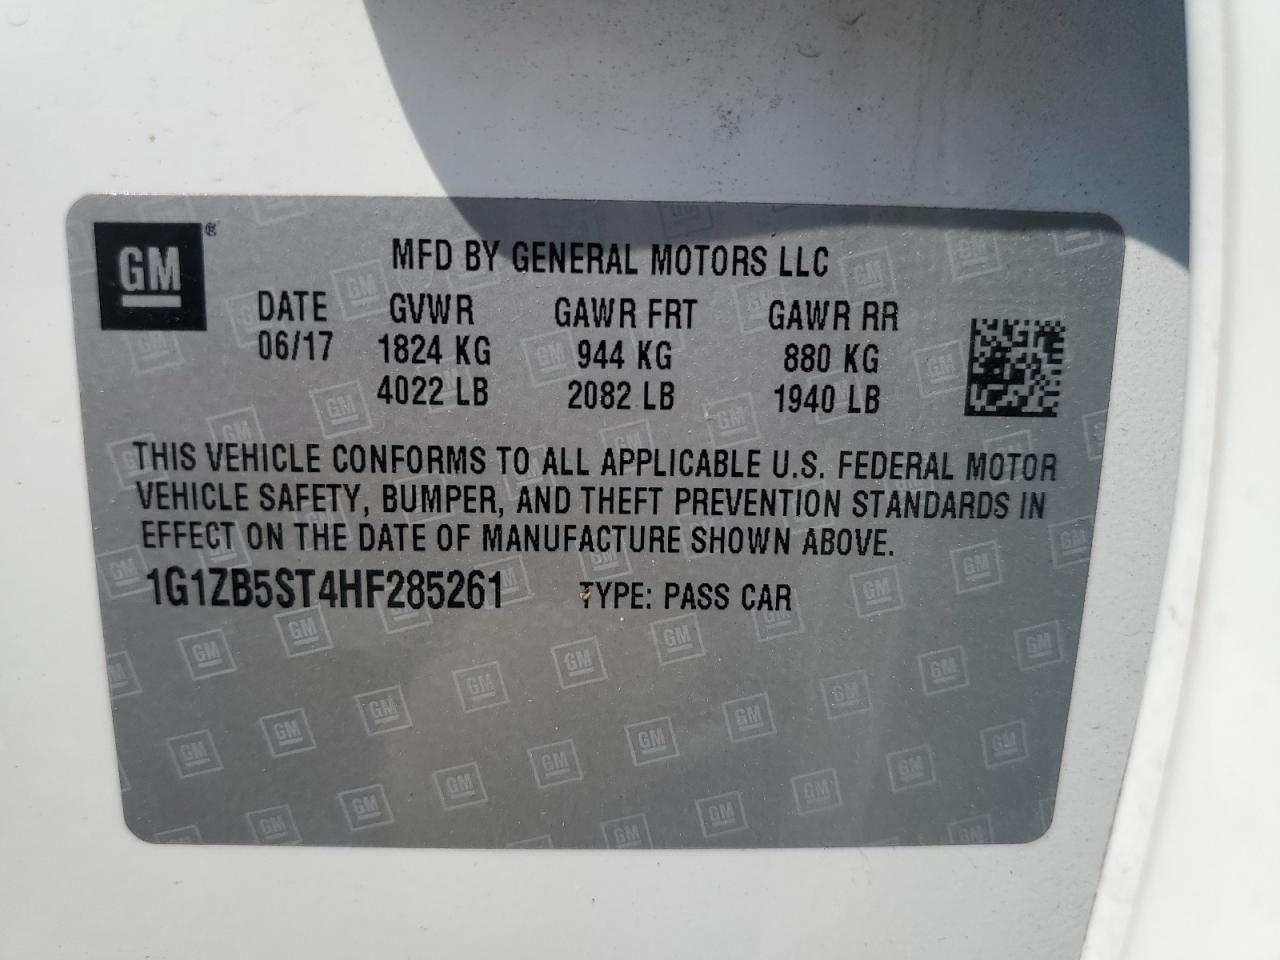 GM®
MFD BY GENERAL MOTORS LLC
DATE GVWR GAWR FRT GAWR RR
06/17 1824 KG 944 KG 880 KG
4022 LB 2082 LB 1940 LB
THIS VEHICLE CONFORMS TO ALL APPLICABLE U.S. FEDERAL MOTOR
VEHICLE SAFETY, BUMPER, AND THEFT PREVENTION STANDARDS IN
EFFECT ON THE DATE OF MANUFACTURE SHOWN ABOVE.
1G1ZB5ST4HF285261 TYPE: PASS CAR